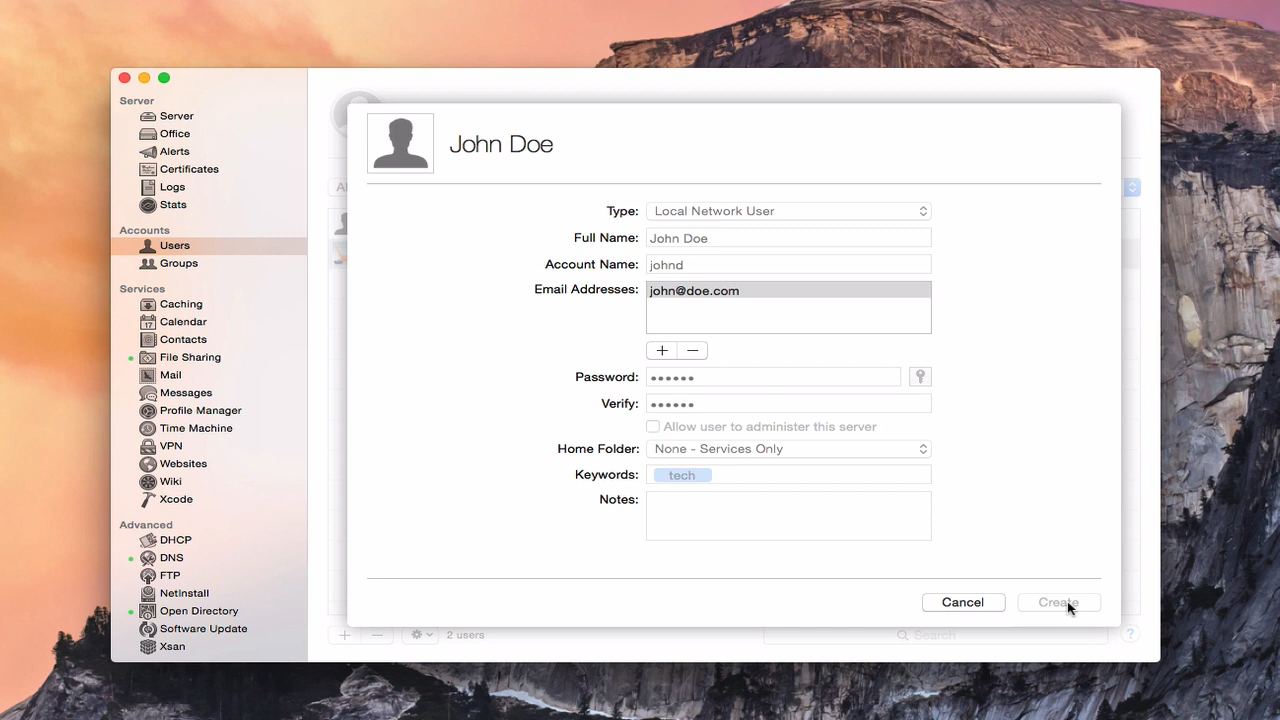 Server
Server
Office
Alerts
Certificates
Logs
Stats
Accounts
Users
Groups
Services
Caching
Calendar
17
Contacts
File Sharing
Mail
Messages
Profile Manager
Time Machine
VPN
Websites
Wiki
Xcode
Advanced
DHCP
DNS
FTP
NetInstall
Open Directory
Software Update
Xsan
John Doe
Type: Local Network User
Full Name: John Doe
Account Name: johnd
Email Addresses: john@doe.com
+ −
Password: ••••••
Verify: ••••••
Allow user to administer this server
Home Folder: None - Services Only
Keywords: tech
Notes:
Cancel Create
+ − 2 users Search ?